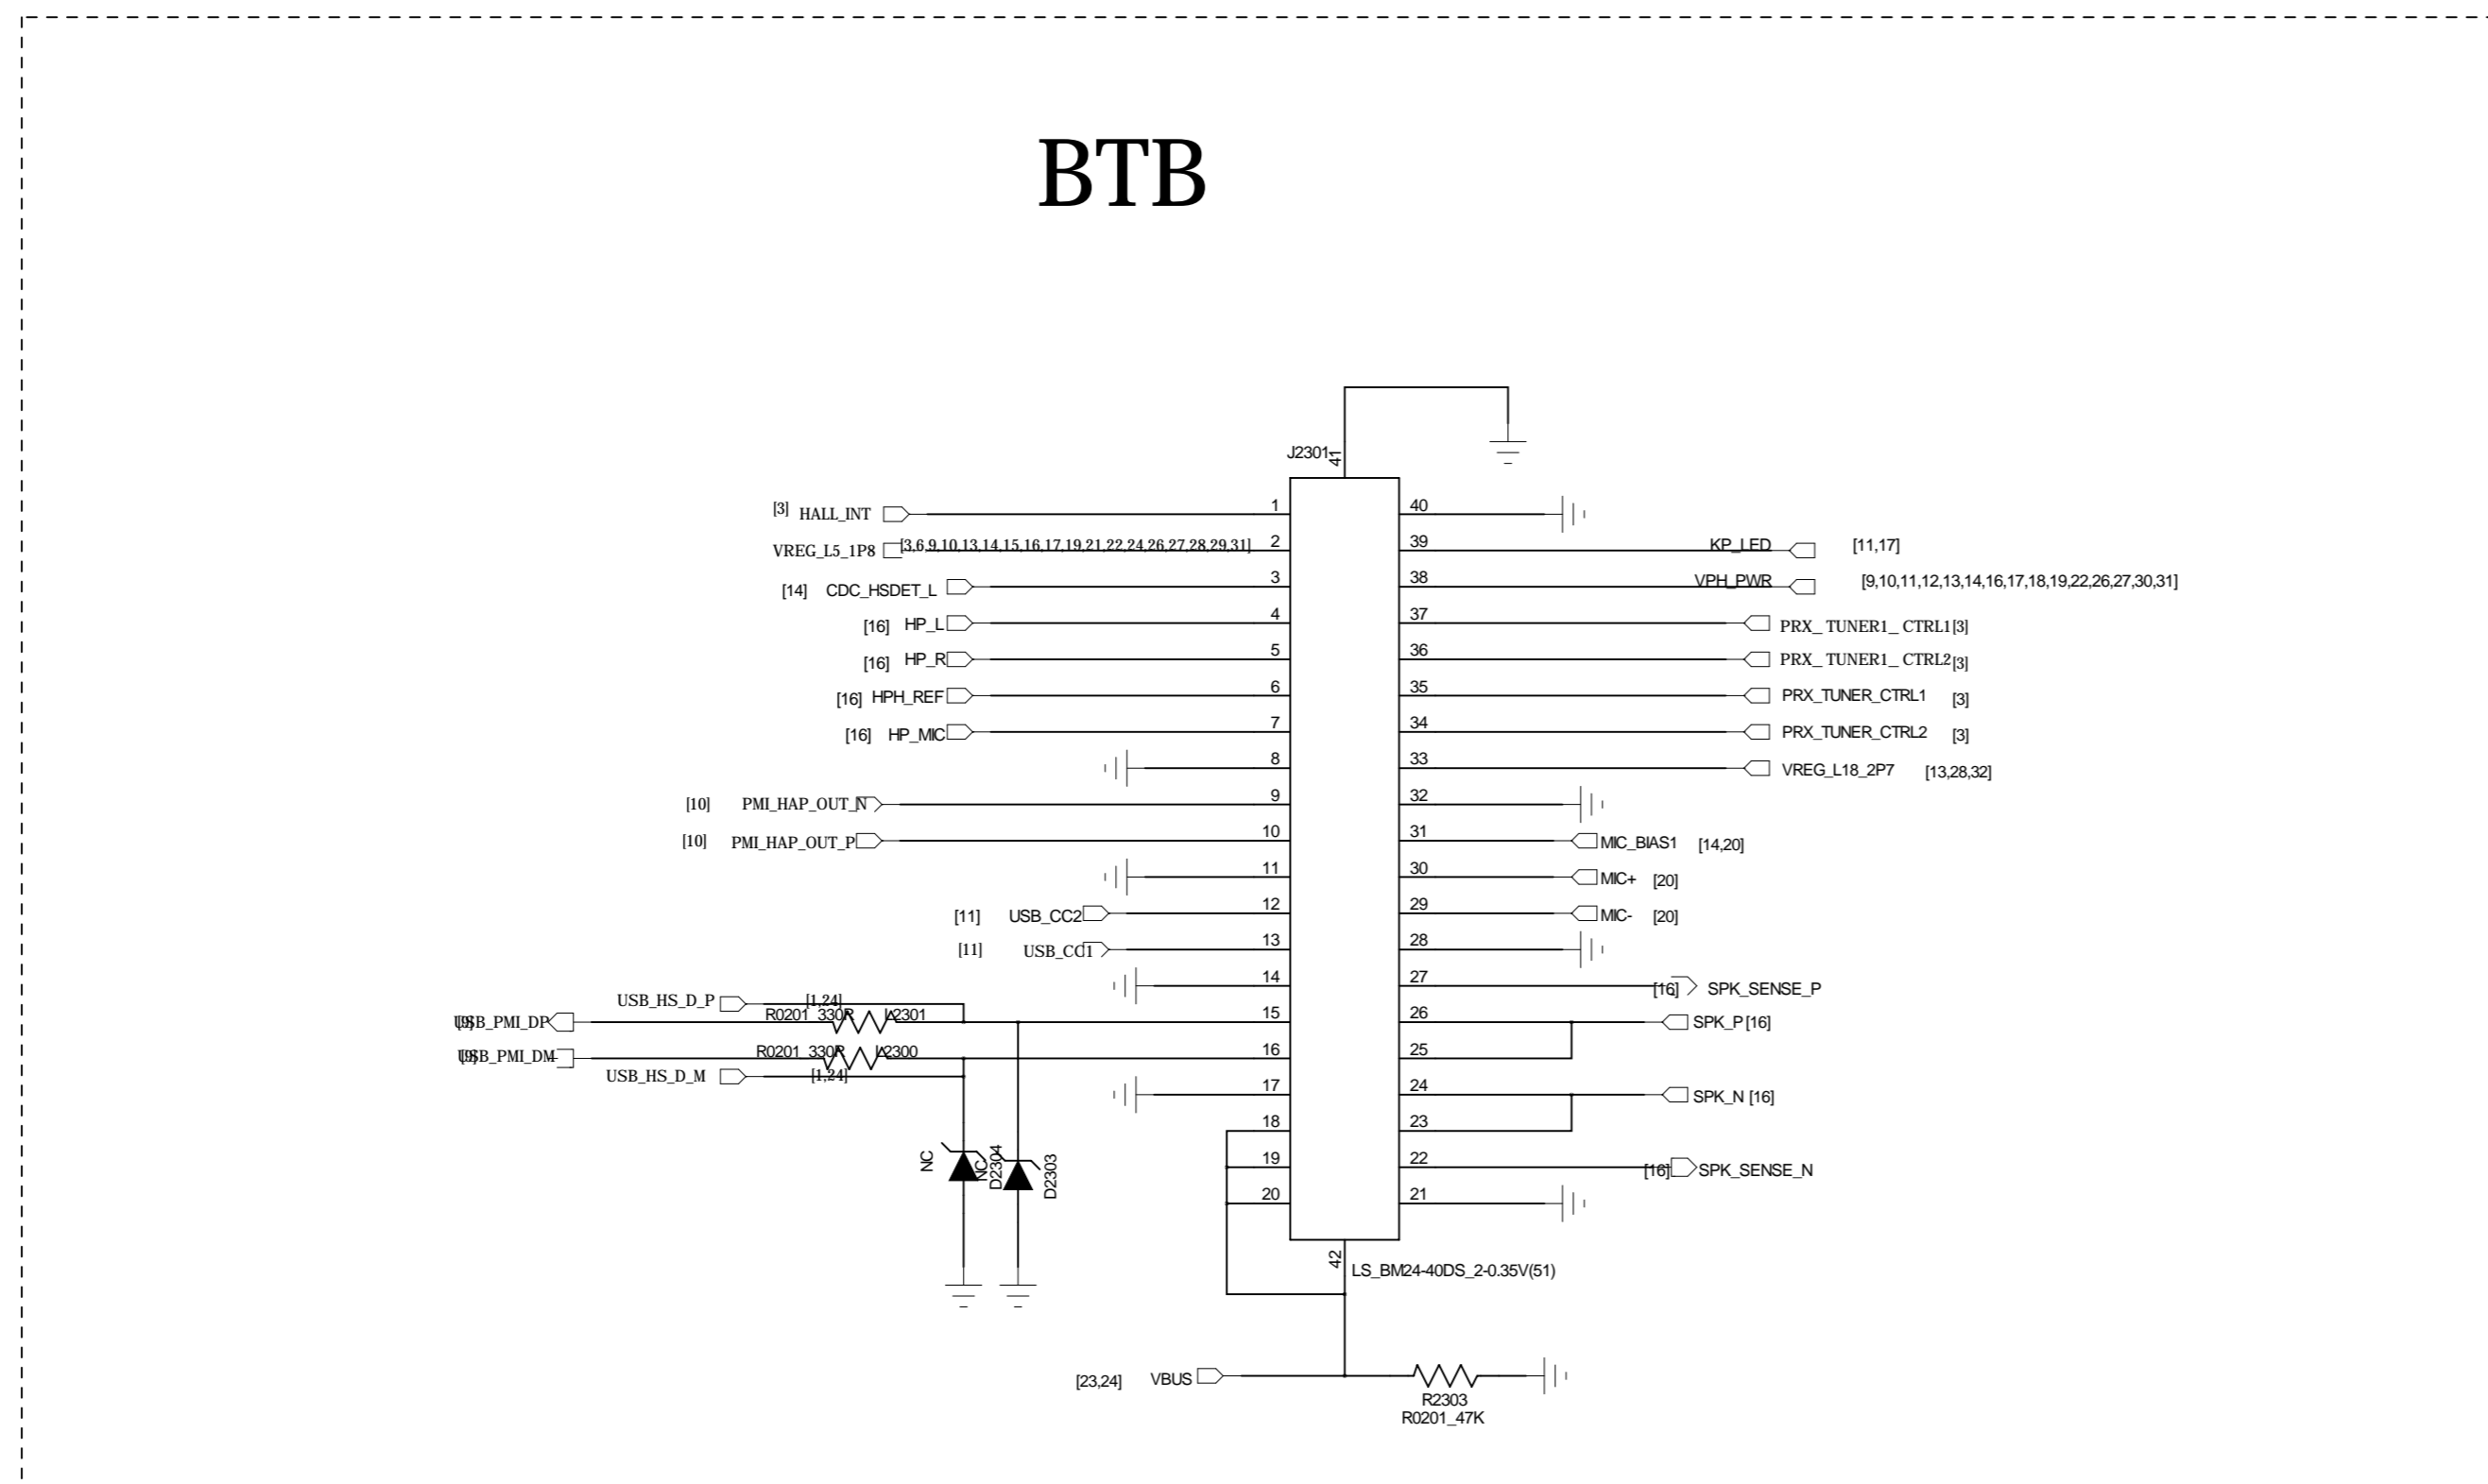 BTB
J2301
41
[3] HALL_INT 1
40
VREG_L5_1P8 [3,6,9,10,13,14,15,16,17,19,21,22,24,26,27,28,29,31] 2
39 KP_LED [11,17]
[14] CDC_HSDET_L 3
38 VPH_PWR [9,10,11,12,13,14,16,17,18,19,22,26,27,30,31]
[16] HP_L 4
37 PRX_ TUNER1_ CTRL1[3]
[16] HP_R 5
36 PRX_ TUNER1_ CTRL2[3]
[16] HPH_REF 6
35 PRX_TUNER_CTRL1 [3]
[16] HP_MIC 7
34 PRX_TUNER_CTRL2 [3]
8
33 VREG_L18_2P7 [13,28,32]
[10] PMI_HAP_OUT_N 9
32
[10] PMI_HAP_OUT_P 10
31 MIC_BIAS1 [14,20]
11
30 MIC+ [20]
[11] USB_CC2 12
29 MIC- [20]
[11] USB_CC1 13
28
14
27 [16] SPK_SENSE_P
USB_HS_D_P [1,24]
USB_PMI_DP [9] R0201_330R L2301 15
26 SPK_P [16]
USB_PMI_DM [9] R0201_330R L2300 16
25
USB_HS_D_M [1,24]
17
24 SPK_N [16]
18
23
19
22 [16] SPK_SENSE_N
20
21
NC
NC
D2304
D2303
42
LS_BM24-40DS_2-0.35V(51)
[23,24] VBUS
R2303
R0201_47K